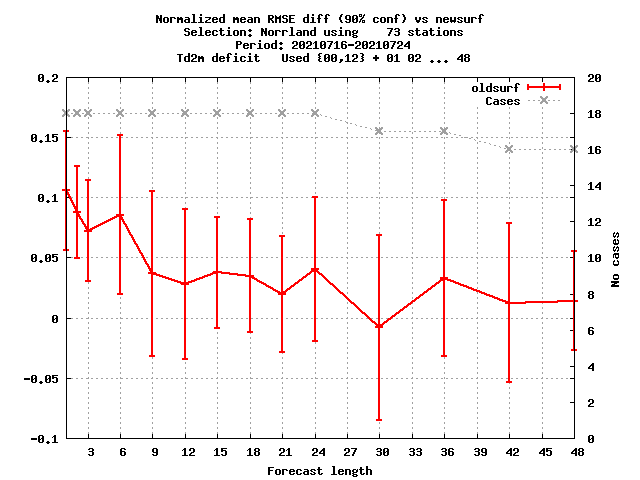 Normalized mean RMSE diff (90% conf) vs newsurf
Selection: Norrland using    73 stations
Period: 20210716-20210724
Td2m deficit   Used {00,12} + 01 02 ... 48
oldsurf
Cases
0.2
0.15
0.1
0.05
0
-0.05
-0.1
20
18
16
14
12
10
8
6
4
2
0
No cases
3 6 9 12 15 18 21 24 27 30 33 36 39 42 45 48
Forecast length